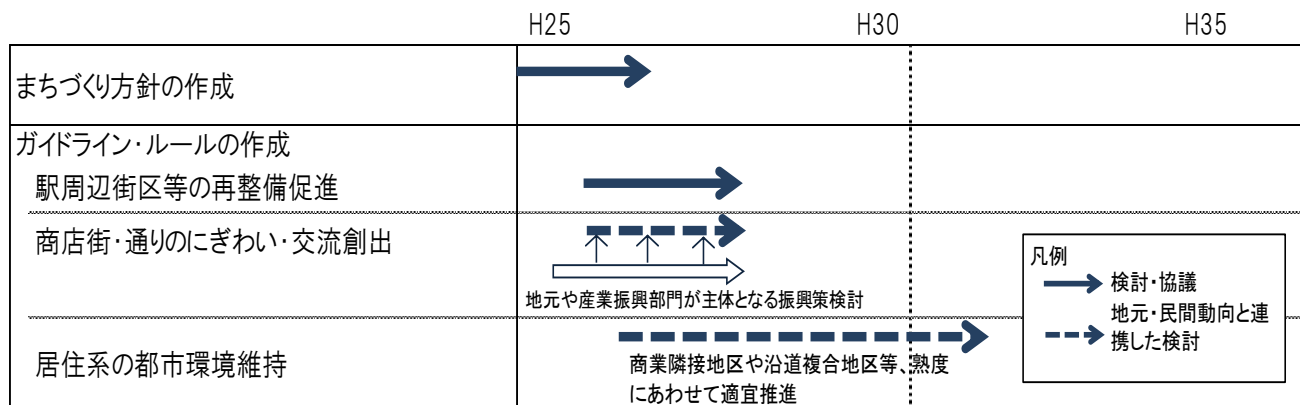 H25 H30 H35
まちづくり方針の作成
ガイドライン・ルールの作成
駅周辺街区等の再整備促進
商店街・通りのにぎわい・交流創出
地元や産業振興部門が主体となる振興策検討
居住系の都市環境維持
商業隣接地区や沿道複合地区等、熟度
にあわせて適宜推進
凡例
検討・協議
地元・民間動向と連
携した検討